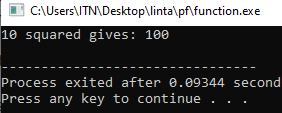 C:\Users\ITN\Desktop\linta\pf\function.exe
10 squared gives: 100
--------------------------------
Process exited after 0.09344 second
Press any key to continue . . .